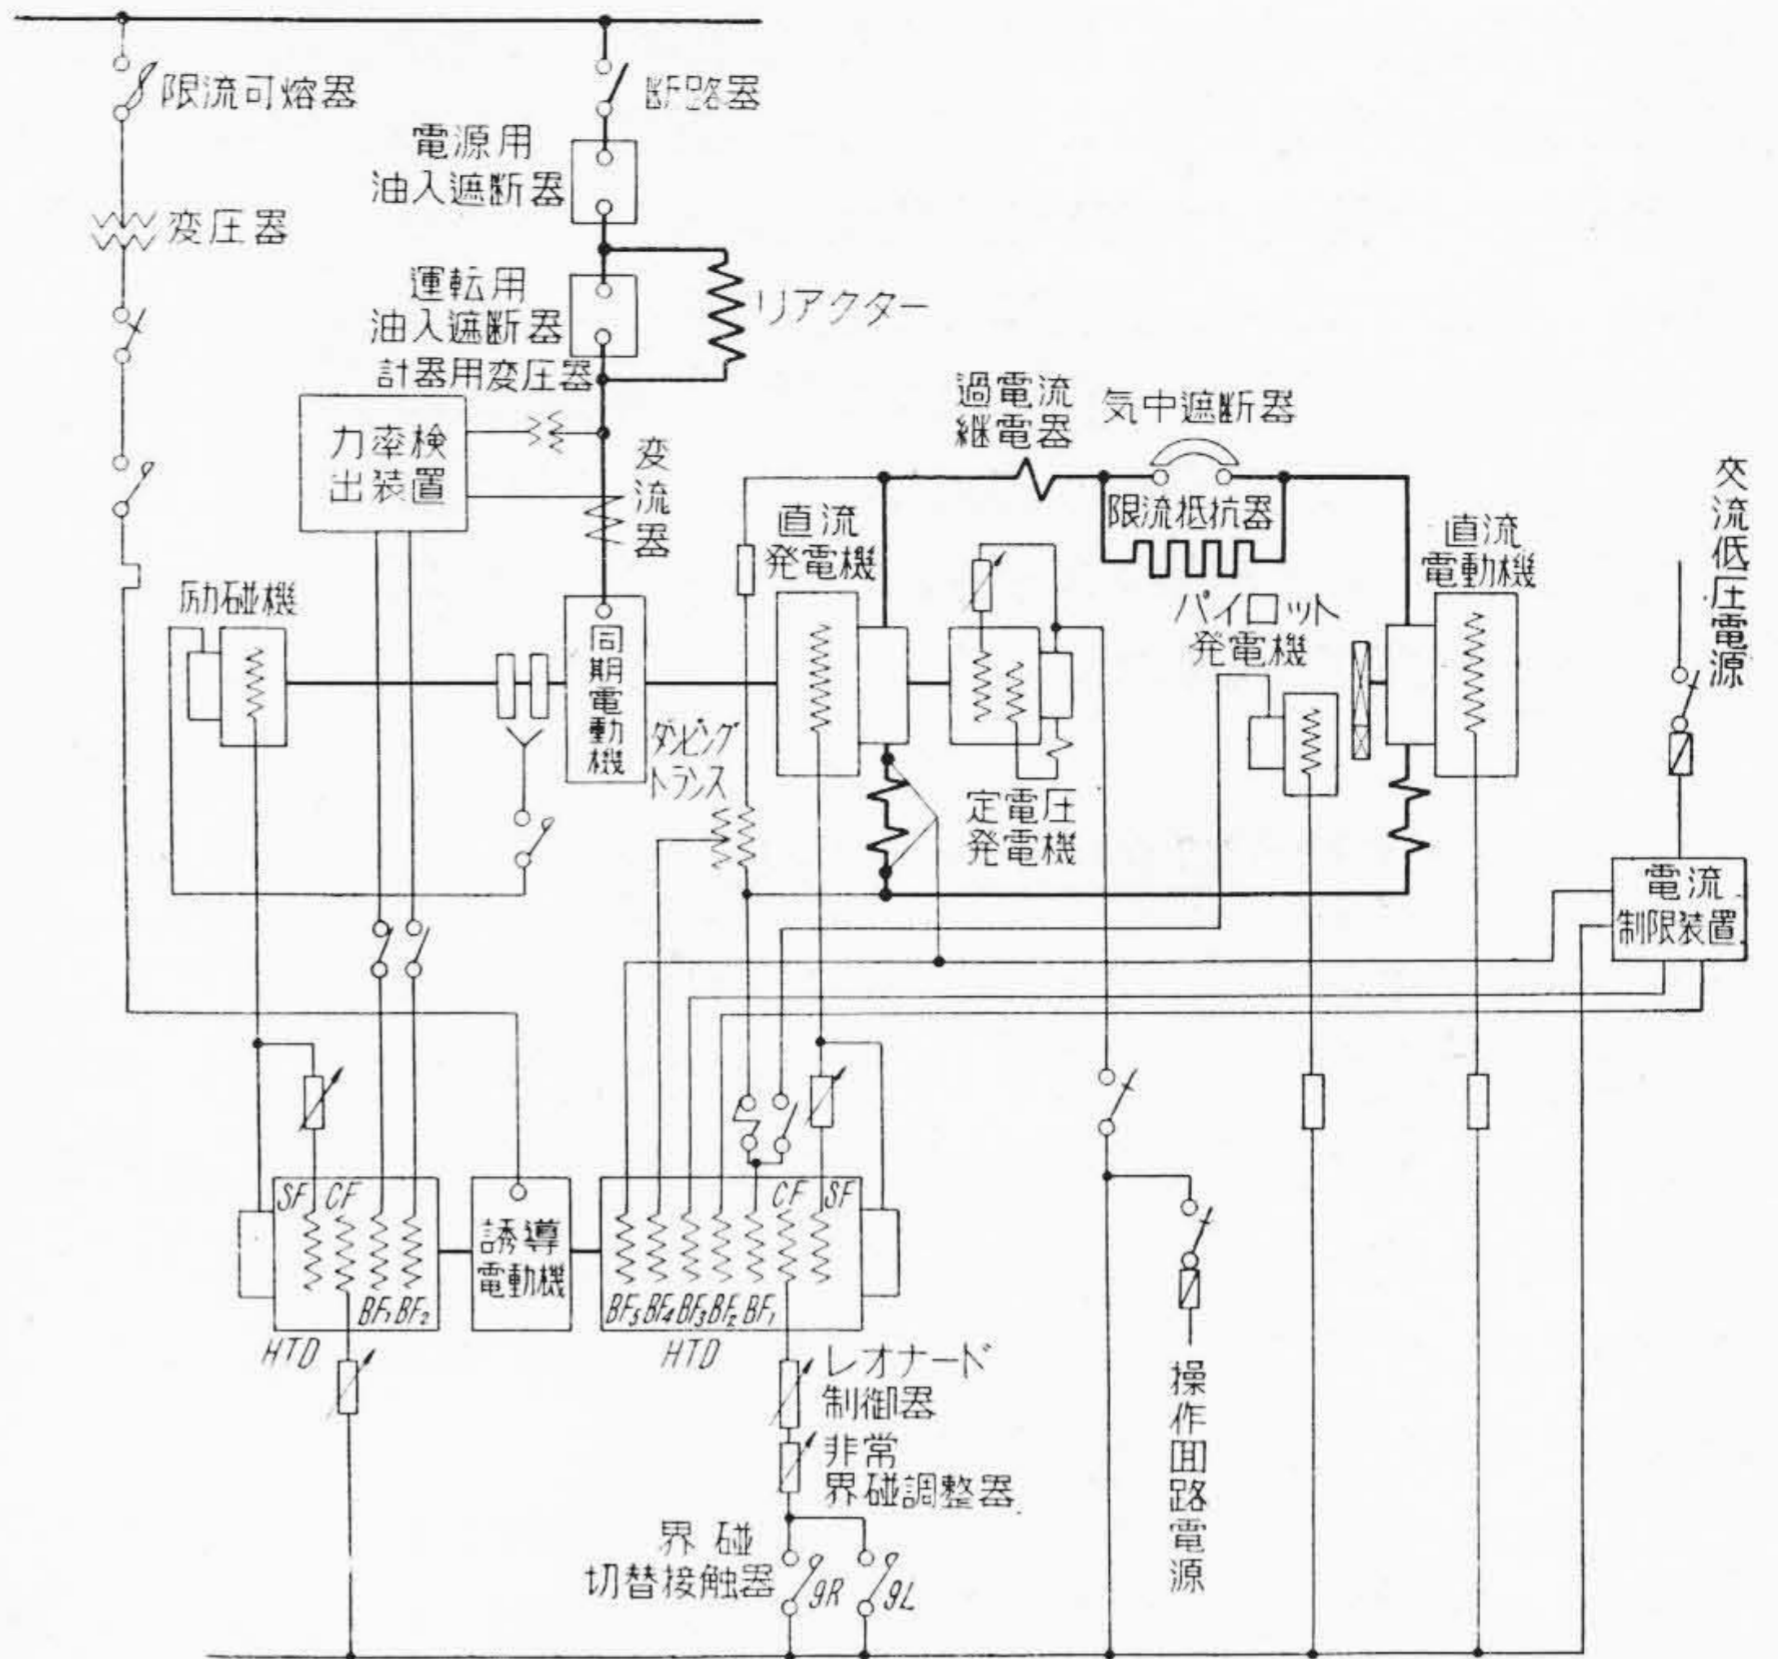 限流可熔器
断路器
電源用
油入遮断器
変圧器
運転用
油入遮断器
リアクター
計器用変圧器
力率検
出装置
変流器
過電流
継電器
気中遮断器
限流抵抗器
直流
発電機
直流
電動機
交流低圧電源
励磁機
同期電動機
パイロット
発電機
ダンピング
トランス
定電圧
発電機
電流
制限装置
SF CF
BF₁ BF₂
HTD
誘導
電動機
CF SF
BF₅ BF₄ BF₃ BF₂ BF₁
HTD
レオナード
制御器
非常
界磁調整器
界磁
切替接触器
9R
9L
操作回路電源